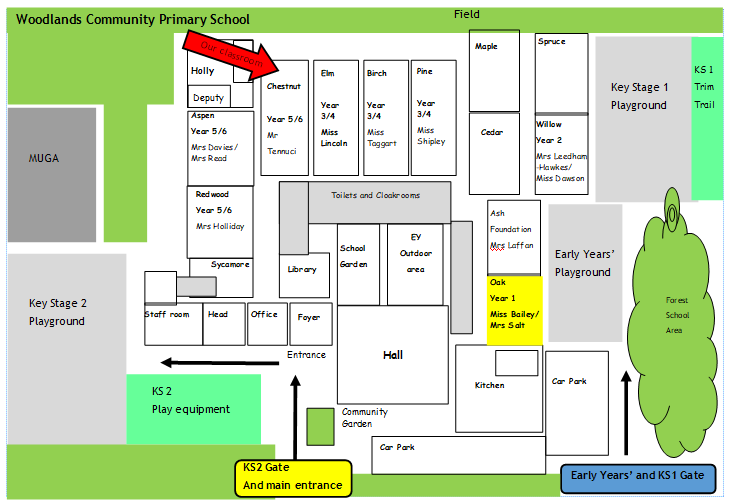 Woodlands Community Primary School
Field
Our classroom
Holly
Deputy
Aspen
Year 5/6
Mrs Davies/
Mrs Read
Redwood
Year 5/6
Mrs Holliday
Sycamore
Chestnut
Year 5/6
Mr
Tennuci
Elm
Year
3/4
Miss
Lincoln
Birch
Year
3/4
Miss
Taggart
Pine
Year
3/4
Miss
Shipley
Maple
Cedar
Spruce
Willow
Year 2
Mrs Leedham
-Hawkes/
Miss Dawson
Key Stage 1
Playground
KS 1
Trim
Trail
MUGA
Toilets and Cloakrooms
Library
School
Garden
EY
Outdoor
area
Ash
Foundation
Mrs Laffan
Oak
Year 1
Miss Bailey/
Mrs Salt
Early Years’
Playground
Forest
School
Area
Key Stage 2
Playground
Staff room
Head
Office
Foyer
Entrance
Hall
Kitchen
Car Park
KS 2
Play equipment
Community
Garden
Car Park
KS2 Gate
And main entrance
Early Years’ and KS1 Gate